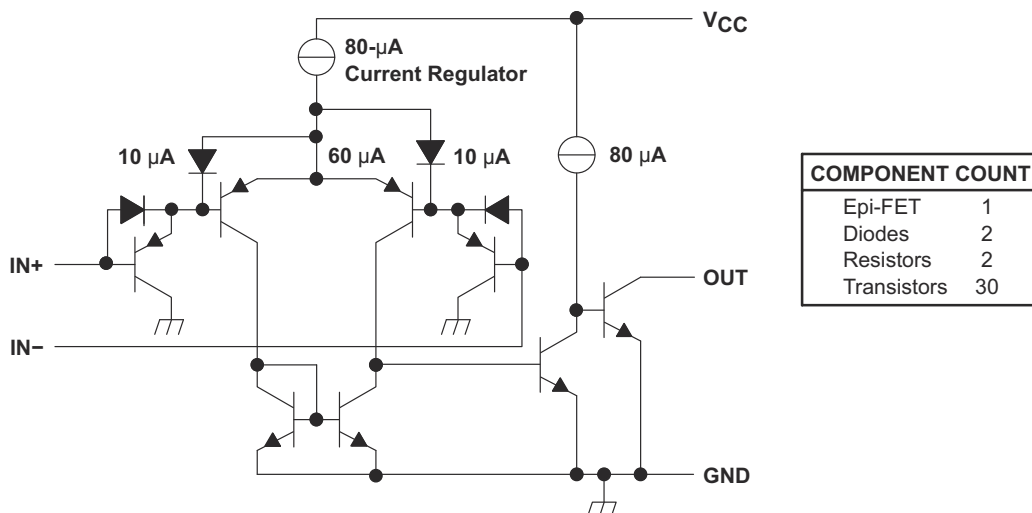 VCC
80-µA
Current Regulator
10 µA
60 µA
10 µA
80 µA
IN+
OUT
IN−
GND
COMPONENT COUNT
Epi-FET 1
Diodes 2
Resistors 2
Transistors 30